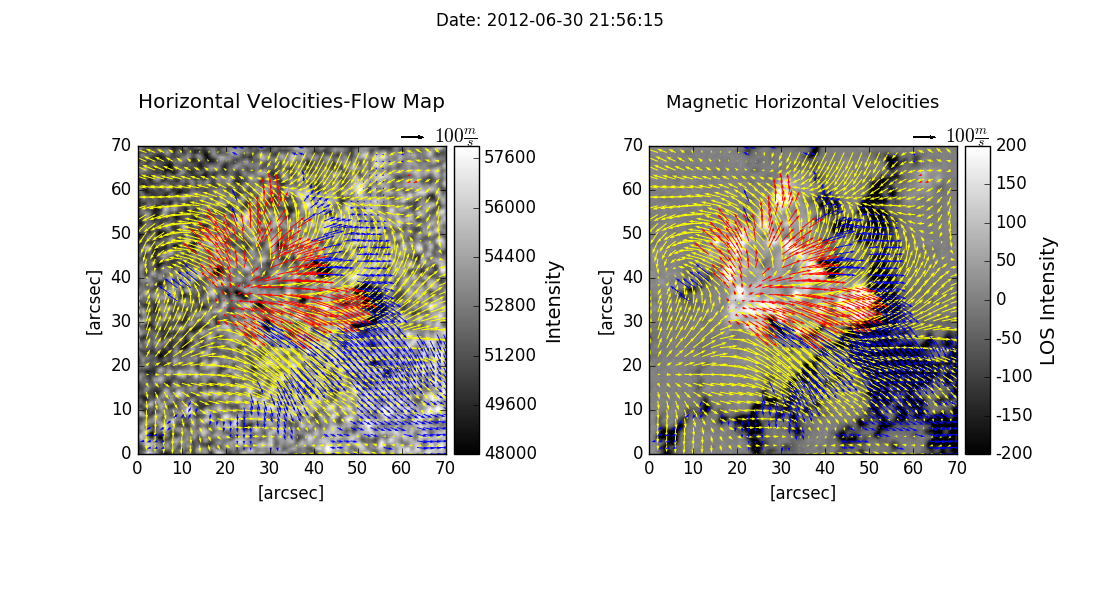 Date: 2012-06-30 21:56:15
Horizontal Velocities-Flow Map
100 m/s
70
60
50
40
30
20
10
0
[arcsec]
0 10 20 30 40 50 60 70
[arcsec]
57600
56000
54400
52800
51200
49600
48000
Intensity
Magnetic Horizontal Velocities
100 m/s
70
60
50
40
30
20
10
0
[arcsec]
0 10 20 30 40 50 60 70
[arcsec]
200
150
100
50
0
-50
-100
-150
-200
LOS Intensity